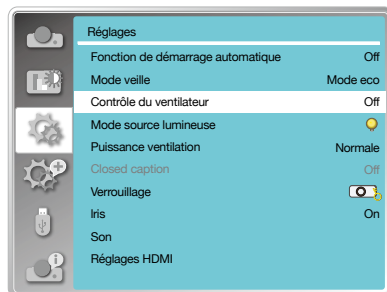 Réglages
Fonction de démarrage automatique Off
Mode veille Mode eco
Contrôle du ventilateur Off
Mode source lumineuse
Puissance ventilation Normale
Closed caption Off
Verrouillage
Iris On
Son
Réglages HDMI